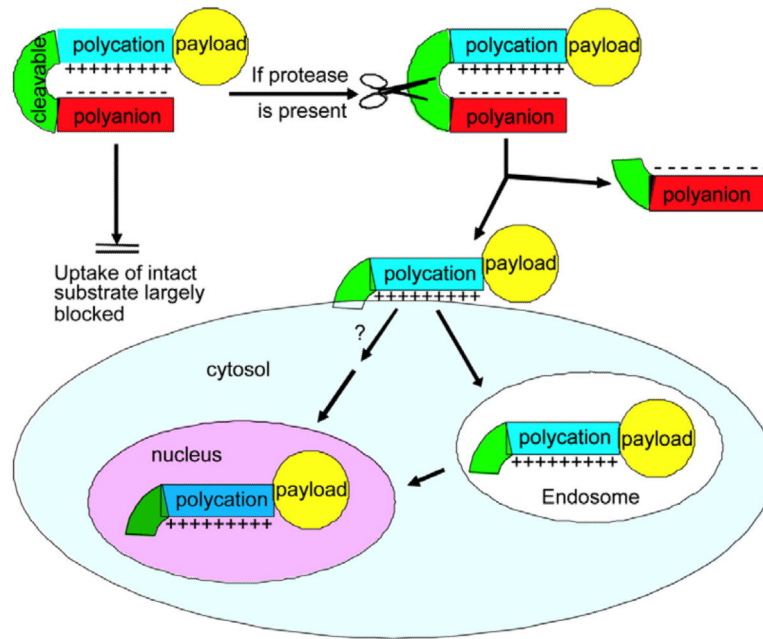 polycation
payload
+++++++++
cleavable
- - - - - - - - -
polyanion
If protease
is present
polycation
payload
+++++++++
- - - - - - - - -
polyanion
- - - - - - - - -
polyanion
Uptake of intact
substrate largely
blocked
polycation
payload
++++++++++
?
cytosol
nucleus
polycation
payload
+++++++++
polycation
payload
+++++++++
Endosome